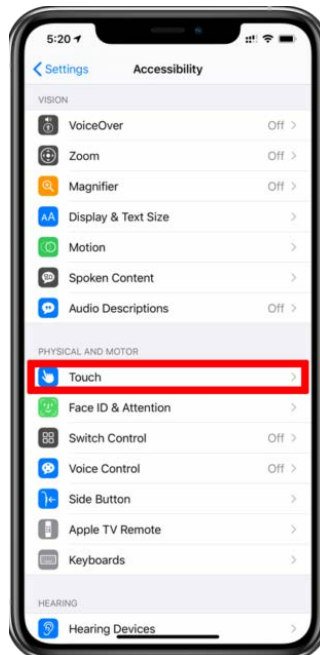 5:20
Settings
Accessibility
VISION
VoiceOver Off
Zoom Off
Magnifier Off
Display & Text Size
Motion
Spoken Content
Audio Descriptions Off
PHYSICAL AND MOTOR
Touch
Face ID & Attention
Switch Control Off
Voice Control Off
Side Button
Apple TV Remote
Keyboards
HEARING
Hearing Devices